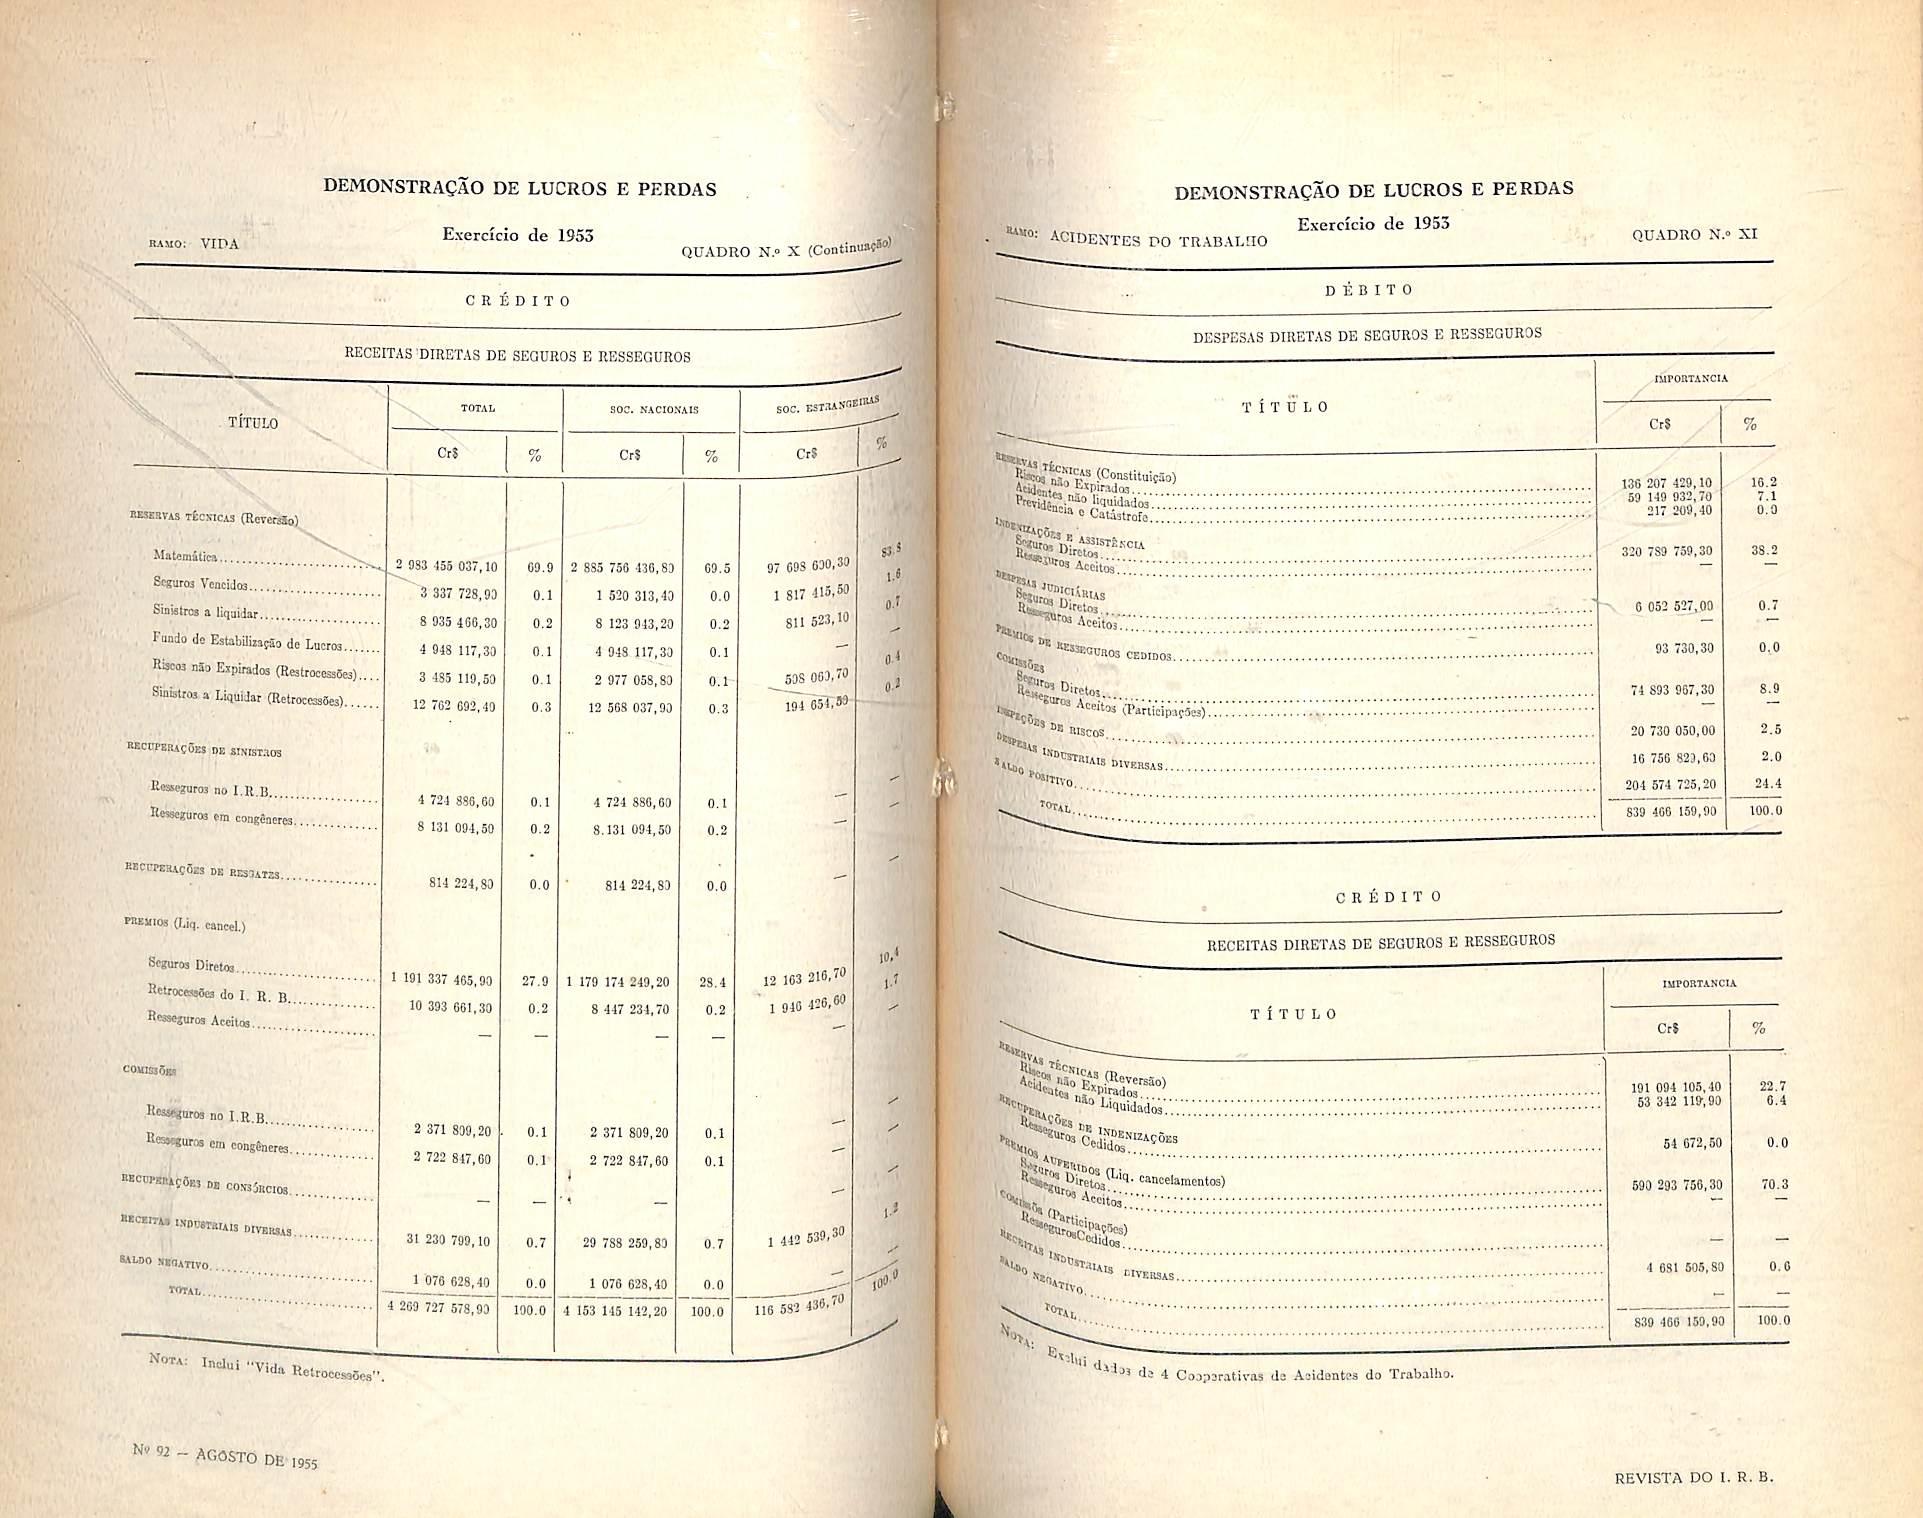 DEMONSTRAÇÃO DE LUCROS E PERDAS
Exercício de 1953
RAMO: VIDA
QUADRO N.º X (Continuação)
CRÉDITO
RECEITAS DIRETAS DE SEGUROS E RESSEGUROS
TÍTULO TOTAL SOC. NACIONAIS SOC. ESTRANGEIRAS
Cr$ % Cr$ % Cr$ %
RESERVAS TÉCNICAS (Reversão)
Matemática 2 983 455 037,10 69.9 2 885 756 436,80 69.5 97 698 600,30 83.8
Seguros Vencidos 3 337 728,90 0.1 1 520 313,40 0.0 1 817 415,50 1.6
Sinistros a liquidar 8 935 466,30 0.2 8 123 943,20 0.2 811 523,10 0.7
Fundo de Estabilização de Lucros 4 948 117,30 0.1 4 948 117,30 0.1 — —
Riscos não Expirados (Restrocessões) 3 485 119,50 0.1 2 977 058,80 0.1 508 060,70 0.4
Sinistros a Liquidar (Retrocessões) 12 762 692,40 0.3 12 568 037,90 0.3 194 654,50 0.2
RECUPERAÇÕES DE SINISTROS
Resseguros no I.R.B. 4 724 886,60 0.1 4 724 886,60 0.1 — —
Resseguros em congêneres 8 131 094,50 0.2 8.131 094,50 0.2 — —
RECUPERAÇÕES DE RESGATES 814 224,80 0.0 814 224,80 0.0 — —
PREMIOS (Liq. cancel.)
Seguros Diretos 1 191 337 465,90 27.9 1 179 174 249,20 28.4 12 163 216,70 10,4
Retrocessões do I. R. B. 10 393 661,30 0.2 8 447 234,70 0.2 1 946 426,60 1.7
Resseguros Aceitos — — — — — —
COMISSÕES
Resseguros no I.R.B. 2 371 809,20 0.1 2 371 809,20 0.1 — —
Resseguros em congêneres 2 722 847,60 0.1 2 722 847,60 0.1 — —
RECUPERAÇÕES DE CONSÓRCIOS — — — — — —
RECEITAS INDUSTRIAIS DIVERSAS 31 230 799,10 0.7 29 788 259,80 0.7 1 442 539,30 1.2
SALDO NEGATIVO 1 076 628,40 0.0 1 076 628,40 0.0 — —
TOTAL 4 269 727 578,90 100.0 4 153 145 142,20 100.0 116 582 436,70 100.0
NOTA: Inclui "Vida Retrocessões".
Nº 92 — AGÔSTO DE 1955
DEMONSTRAÇÃO DE LUCROS E PERDAS
Exercício de 1953
RAMO: ACIDENTES DO TRABALHO
QUADRO N.º XI
DÉBITO
DESPESAS DIRETAS DE SEGUROS E RESSEGUROS
TÍTULO IMPORTANCIA
Cr$ %
RESERVAS TÉCNICAS (Constituição)
Riscos não Expirados 136 207 429,10 16.2
Acidentes não liquidados 59 149 932,70 7.1
Previdência e Catástrofe 217 209,40 0.0
INDENIZAÇÕES E ASSISTÊNCIA
Seguros Diretos 320 789 759,30 38.2
Resseguros Aceitos — —
DESPESAS JUDICIÁRIAS
Seguros Diretos 6 052 527,00 0.7
Resseguros Aceitos — —
PREMIOS DE RESSEGUROS CEDIDOS 93 730,30 0.0
COMISSÕES
Seguros Diretos 74 893 967,30 8.9
Resseguros Aceitos (Participações) — —
INSPEÇÕES DE RISCOS 20 730 050,00 2.5
DESPESAS INDUSTRIAIS DIVERSAS 16 756 829,60 2.0
SALDO POSITIVO 204 574 725,20 24.4
TOTAL 839 466 159,90 100.0
CRÉDITO
RECEITAS DIRETAS DE SEGUROS E RESSEGUROS
TÍTULO IMPORTANCIA
Cr$ %
RESERVAS TÉCNICAS (Reversão)
Riscos não Expirados 191 094 105,40 22.7
Acidentes não Liquidados 53 342 119,90 6.4
RECUPERAÇÕES DE INDENIZAÇÕES
Resseguros Cedidos 54 672,50 0.0
PREMIOS AUFERIDOS (Liq. cancelamentos)
Seguros Diretos 590 293 756,30 70.3
Resseguros Aceitos — —
COMISSÕS (Participações)
RessegurosCedidos — —
RECEITAS INDUSTRIAIS DIVERSAS 4 681 505,80 0.6
SALDO NEGATIVO — —
TOTAL 839 466 159,90 100.0
NOTA: Exclui dados de 4 Cooperativas de Acidentes do Trabalho.
REVISTA DO I. R. B.